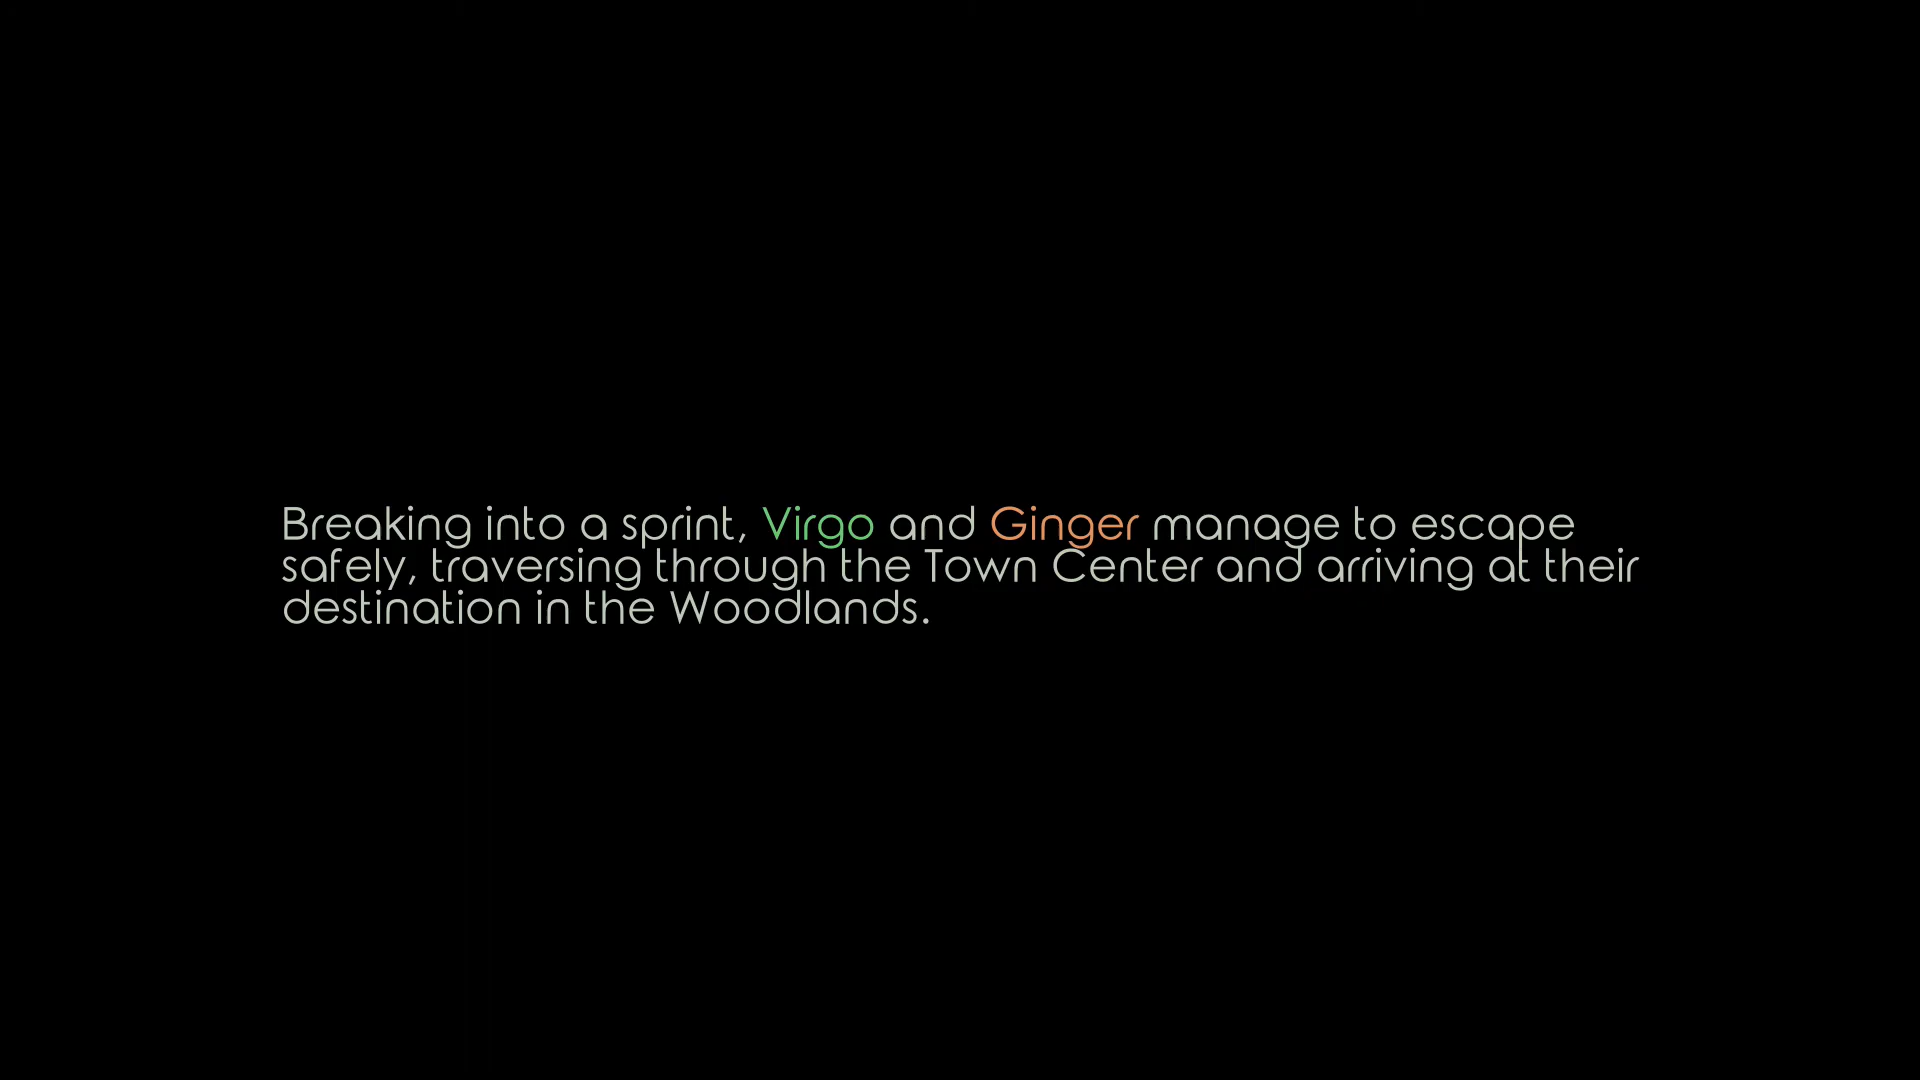 Breaking into a sprint, Virgo and Ginger manage to escape
safely, traversing through the Town Center and arriving at their
destination in the Woodlands.